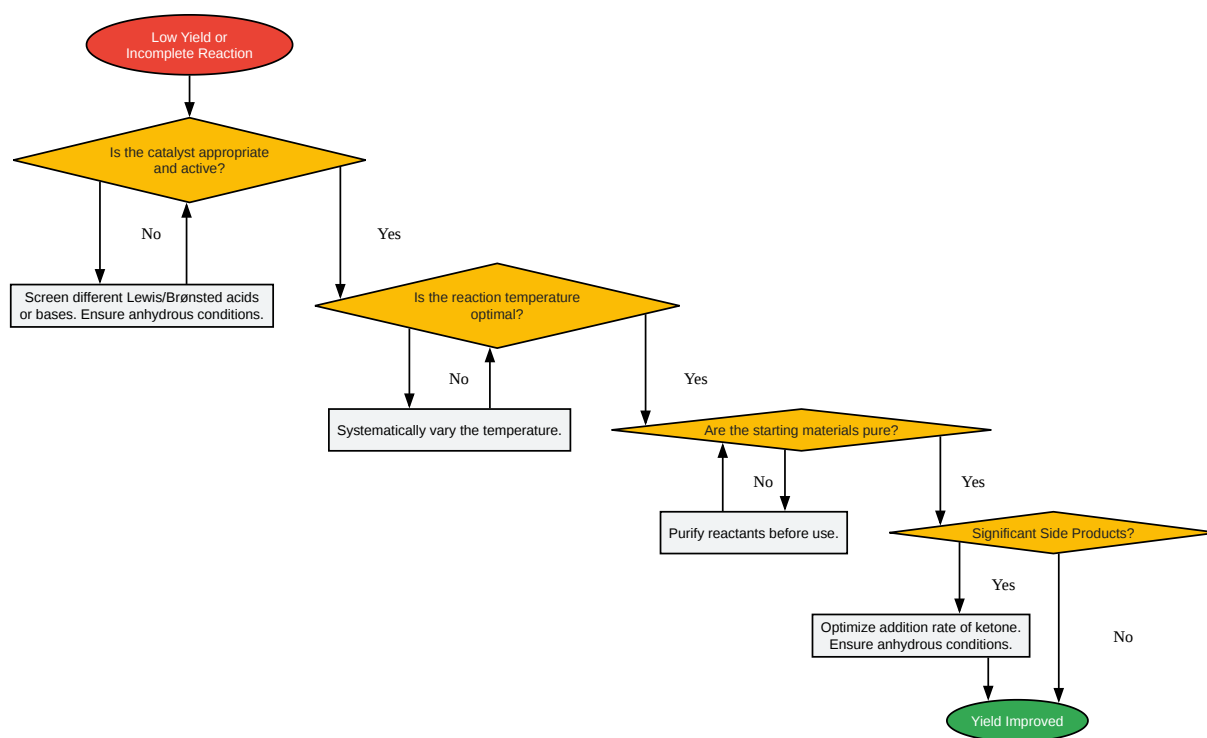 Low Yield or
Incomplete Reaction
Is the catalyst appropriate
and active?
No
Yes
Screen different Lewis/Brønsted acids
or bases. Ensure anhydrous conditions.
Is the reaction temperature
optimal?
No
Yes
Systematically vary the temperature.
Are the starting materials pure?
No
Yes
Purify reactants before use.
Significant Side Products?
Yes
No
Optimize addition rate of ketone.
Ensure anhydrous conditions.
Yield Improved